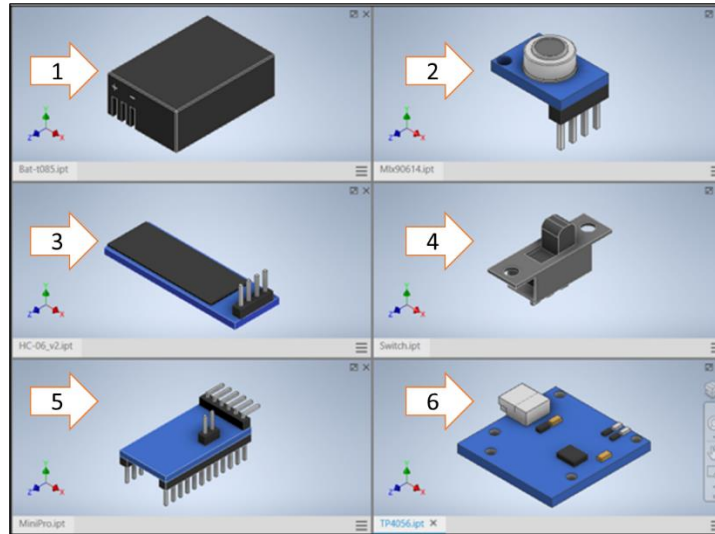 1
+ -
Bat-t085.ipt
2
Mlx90614.ipt
3
HC-06_v2.ipt
4
Switch.ipt
5
MiniPro.ipt
6
TP4056.ipt ×